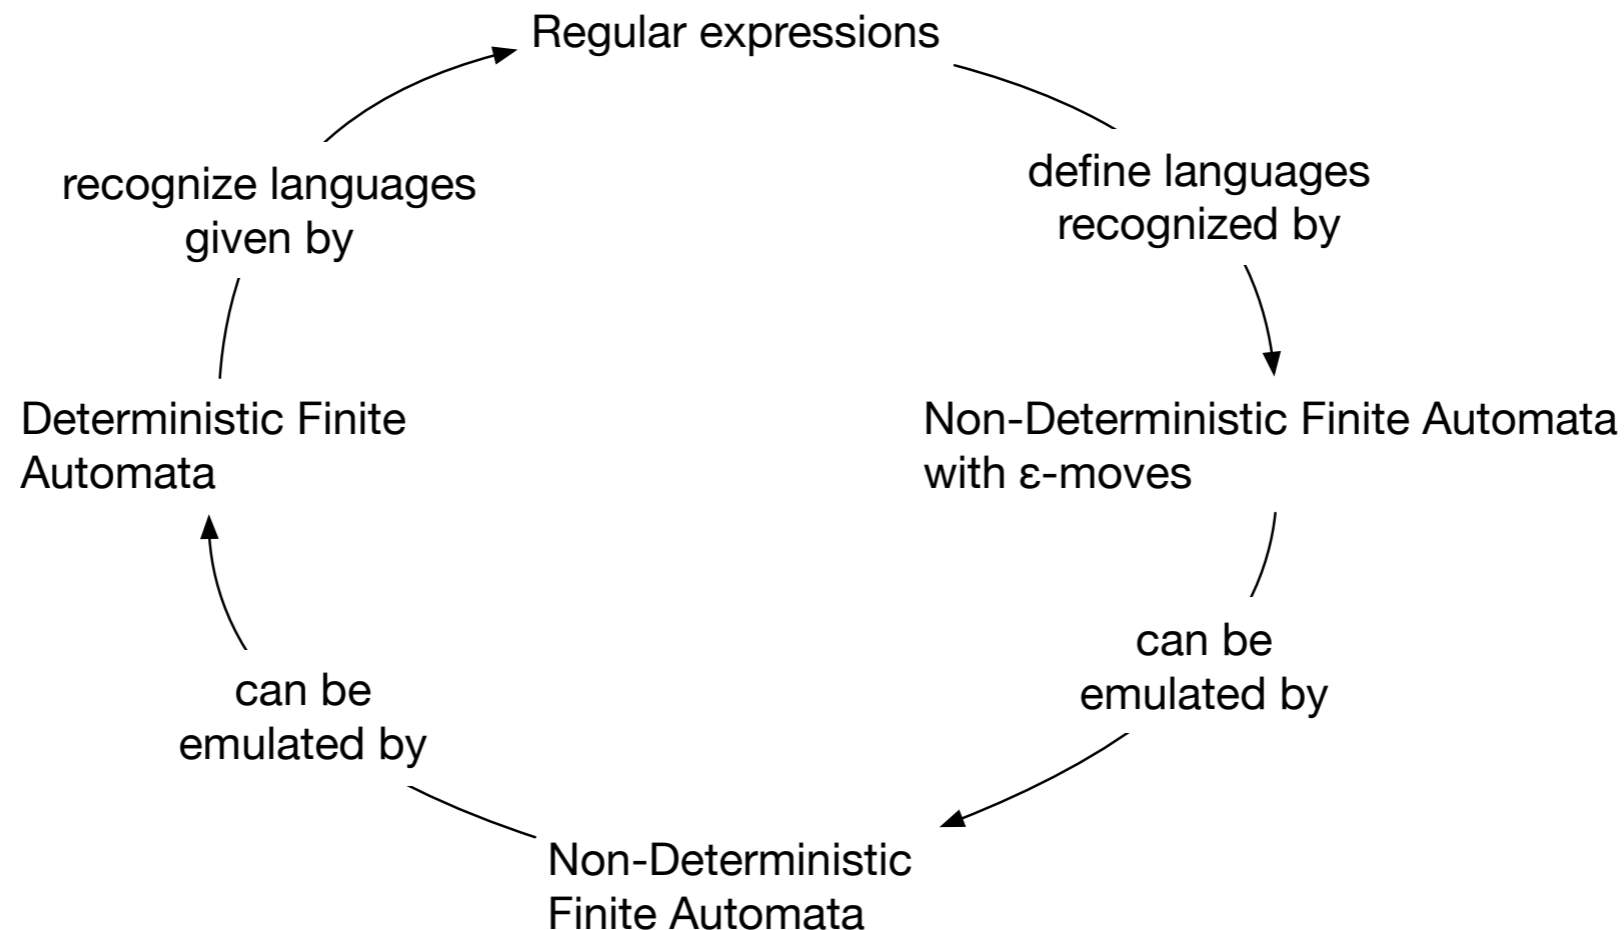 Regular expressions
define languages
recognized by
Non-Deterministic Finite Automata
with ε-moves
can be
emulated by
Non-Deterministic
Finite Automata
can be
emulated by
Deterministic Finite
Automata
recognize languages
given by